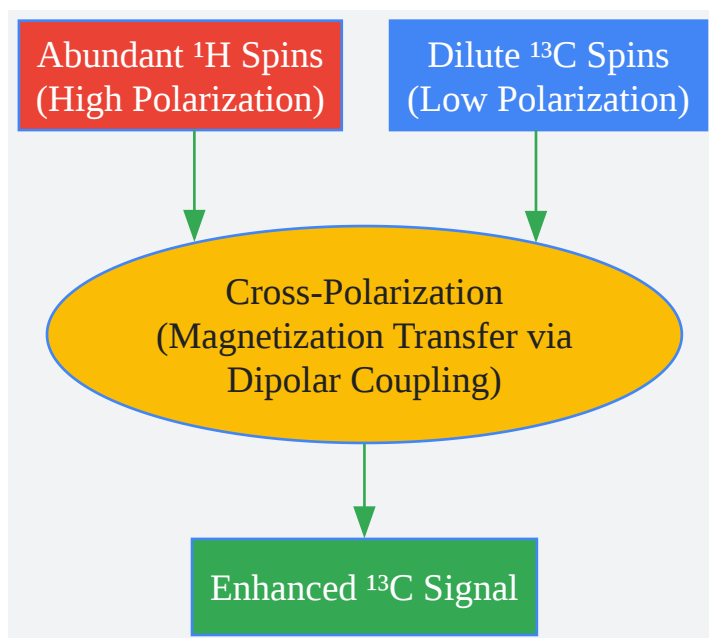 Abundant ¹H Spins
(High Polarization)
Dilute ¹³C Spins
(Low Polarization)
Cross-Polarization
(Magnetization Transfer via
Dipolar Coupling)
Enhanced ¹³C Signal